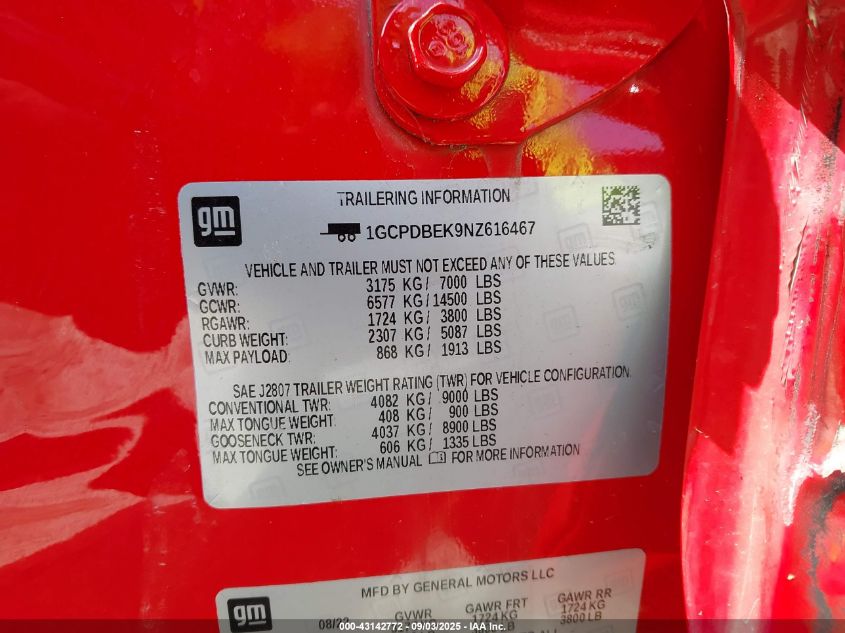 gm
TRAILERING INFORMATION
1GCPDBEK9NZ616467
VEHICLE AND TRAILER MUST NOT EXCEED ANY OF THESE VALUES
GVWR: 3175 KG/ 7000 LBS
GCWR: 6577 KG/14500 LBS
RGAWR: 1724 KG/ 3800 LBS
CURB WEIGHT: 2307 KG/ 5087 LBS
MAX PAYLOAD: 868 KG/ 1913 LBS
SAE J2807 TRAILER WEIGHT RATING (TWR) FOR VEHICLE CONFIGURATION.
CONVENTIONAL TWR: 4082 KG/ 9000 LBS
MAX TONGUE WEIGHT: 408 KG/ 900 LBS
GOOSENECK TWR: 4037 KG/ 8900 LBS
MAX TONGUE WEIGHT: 606 KG/ 1335 LBS
SEE OWNER'S MANUAL FOR MORE INFORMATION
MFD BY GENERAL MOTORS LLC
gm
GVWR GAWR FRT GAWR RR
1724 KG 1724 KG
3800 LB
000-43142772 - 09/03/2025 - IAA, Inc.